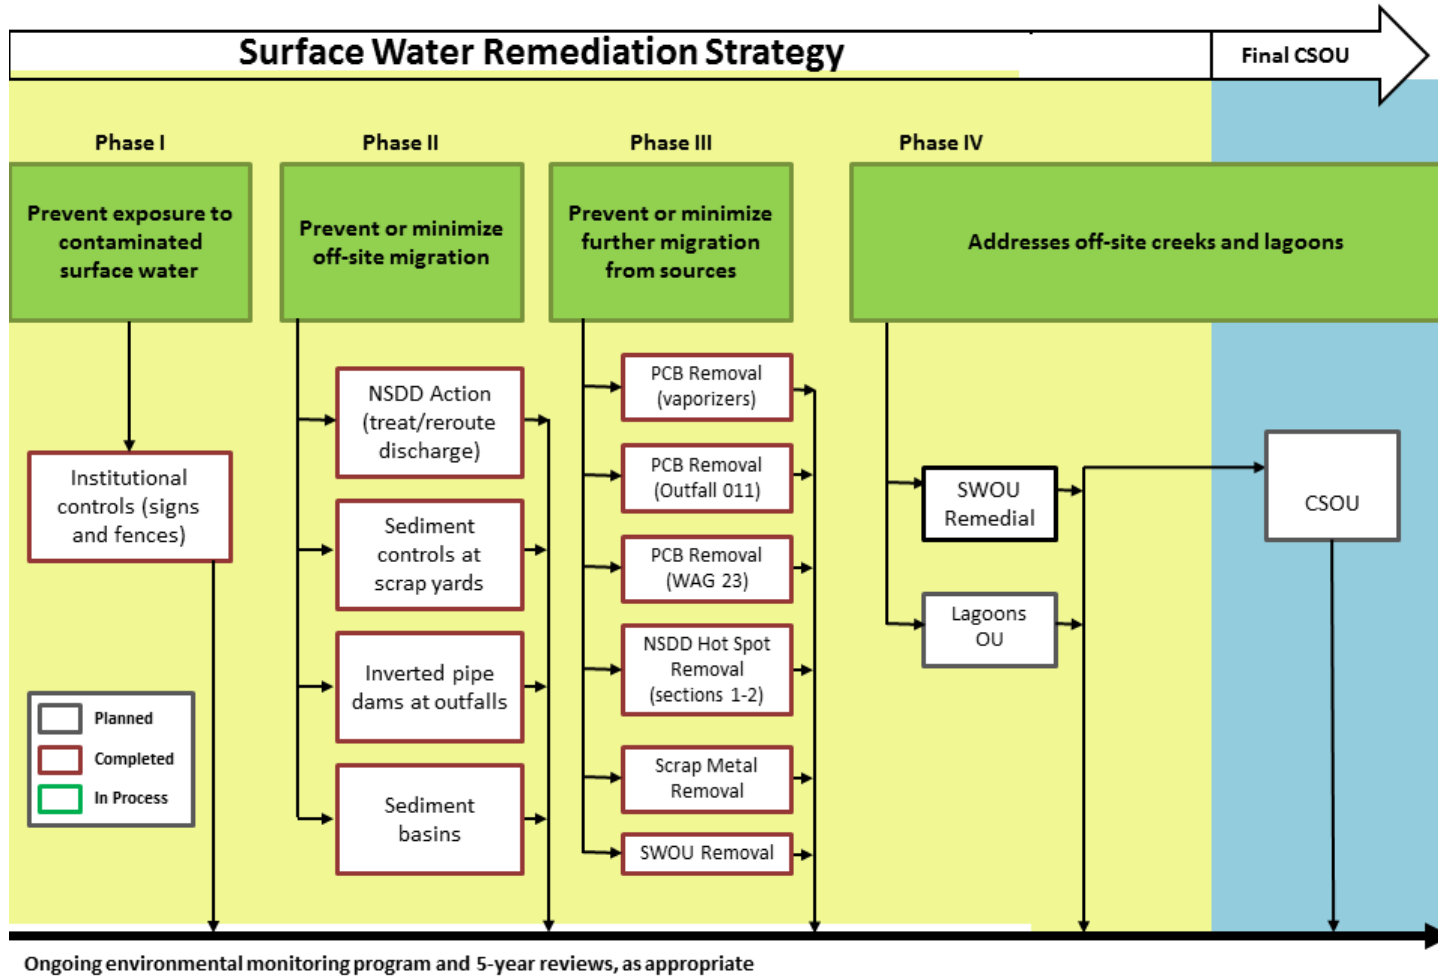 Surface Water Remediation Strategy
Final CSOU
Phase I
Phase II
Phase III
Phase IV
Prevent exposure to
contaminated
surface water
Prevent or minimize
off-site migration
Prevent or minimize
further migration
from sources
Addresses off-site creeks and lagoons
Institutional
controls (signs
and fences)
NSDD Action
(treat/reroute
discharge)
Sediment
controls at
scrap yards
Inverted pipe
dams at outfalls
Sediment
basins
PCB Removal
(vaporizers)
PCB Removal
(Outfall 011)
PCB Removal
(WAG 23)
NSDD Hot Spot
Removal
(sections 1-2)
Scrap Metal
Removal
SWOU Removal
SWOU
Remedial
Lagoons
OU
CSOU
Planned
Completed
In Process
Ongoing environmental monitoring program and 5-year reviews, as appropriate